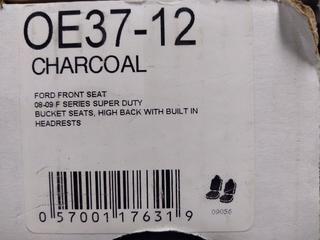 OE37-12
CHARCOAL
FORD FRONT SEAT
08-09 F SERIES SUPER DUTY
BUCKET SEATS, HIGH BACK WITH BUILT IN
HEADRESTS
0 57001 17631 9
09056